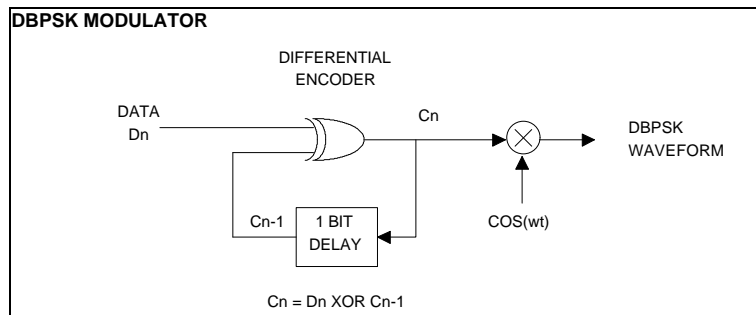 DBPSK MODULATOR
DIFFERENTIAL
ENCODER
DATA
Dn
Cn
DBPSK
WAVEFORM
Cn-1
1 BIT
DELAY
COS(wt)
Cn = Dn XOR Cn-1